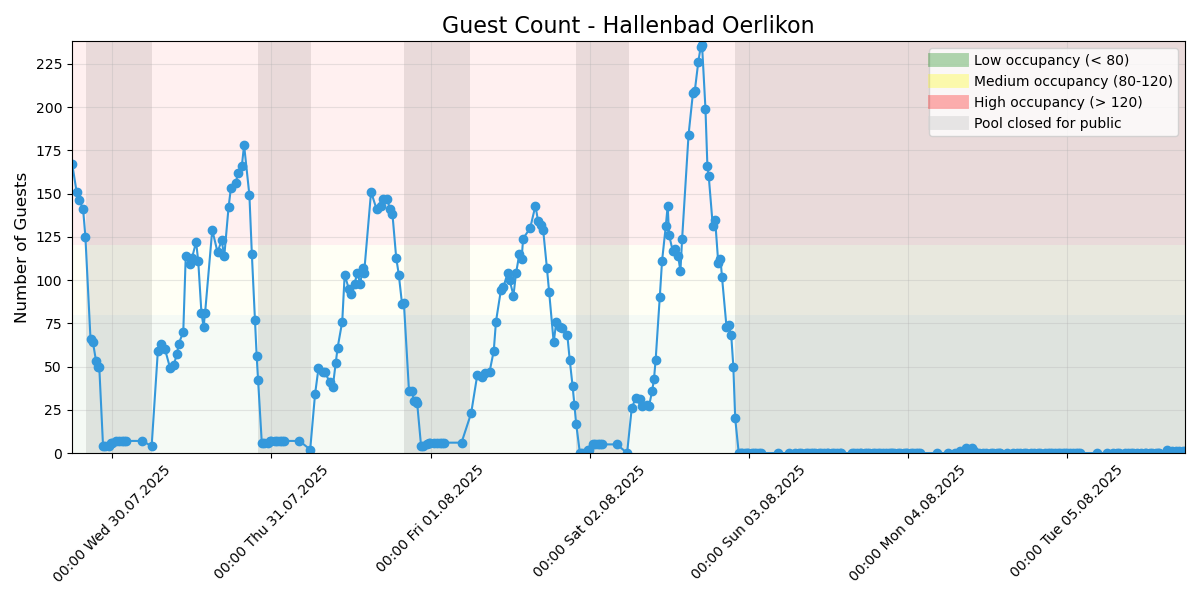 Guest Count - Hallenbad Oerlikon
Number of Guests
225
200
175
150
125
100
75
50
25
0
Low occupancy (< 80)
Medium occupancy (80-120)
High occupancy (> 120)
Pool closed for public
00:00 Wed 30.07.2025
00:00 Thu 31.07.2025
00:00 Fri 01.08.2025
00:00 Sat 02.08.2025
00:00 Sun 03.08.2025
00:00 Mon 04.08.2025
00:00 Tue 05.08.2025